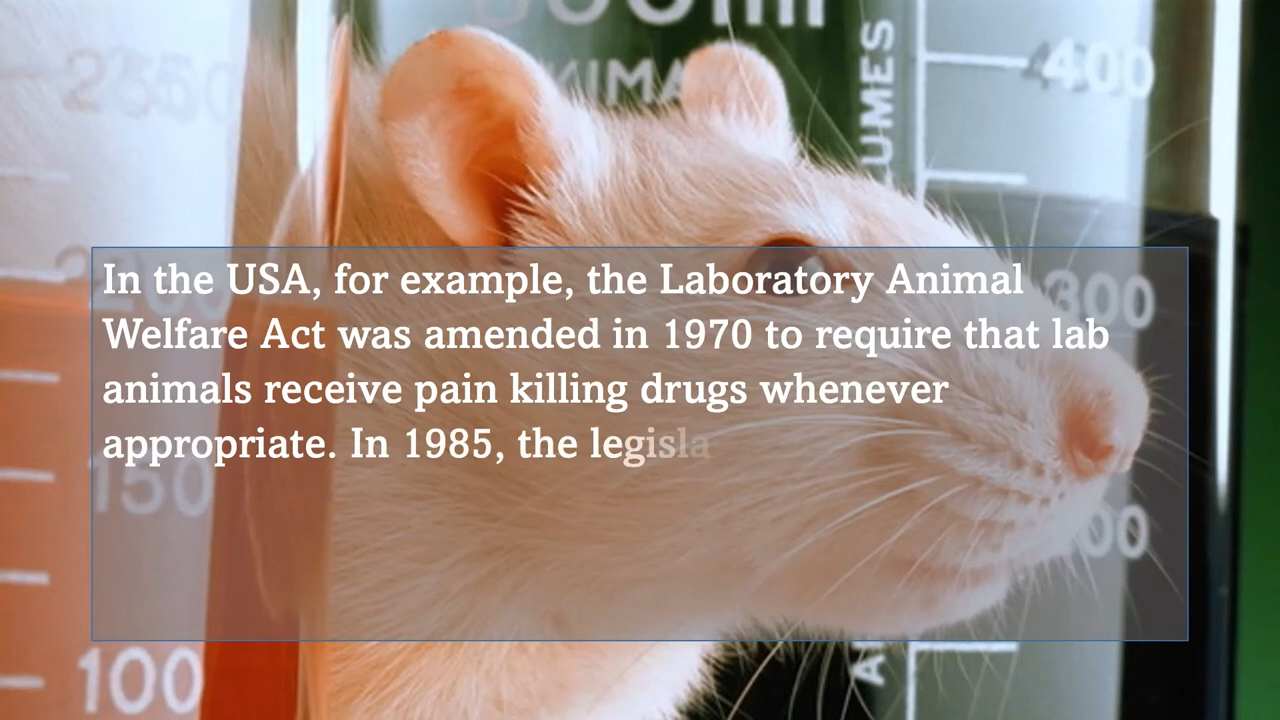 400
UMES
In the USA, for example, the Laboratory Animal
Welfare Act was amended in 1970 to require that lab
animals receive pain killing drugs whenever
appropriate. In 1985, the legisla
300
150
100